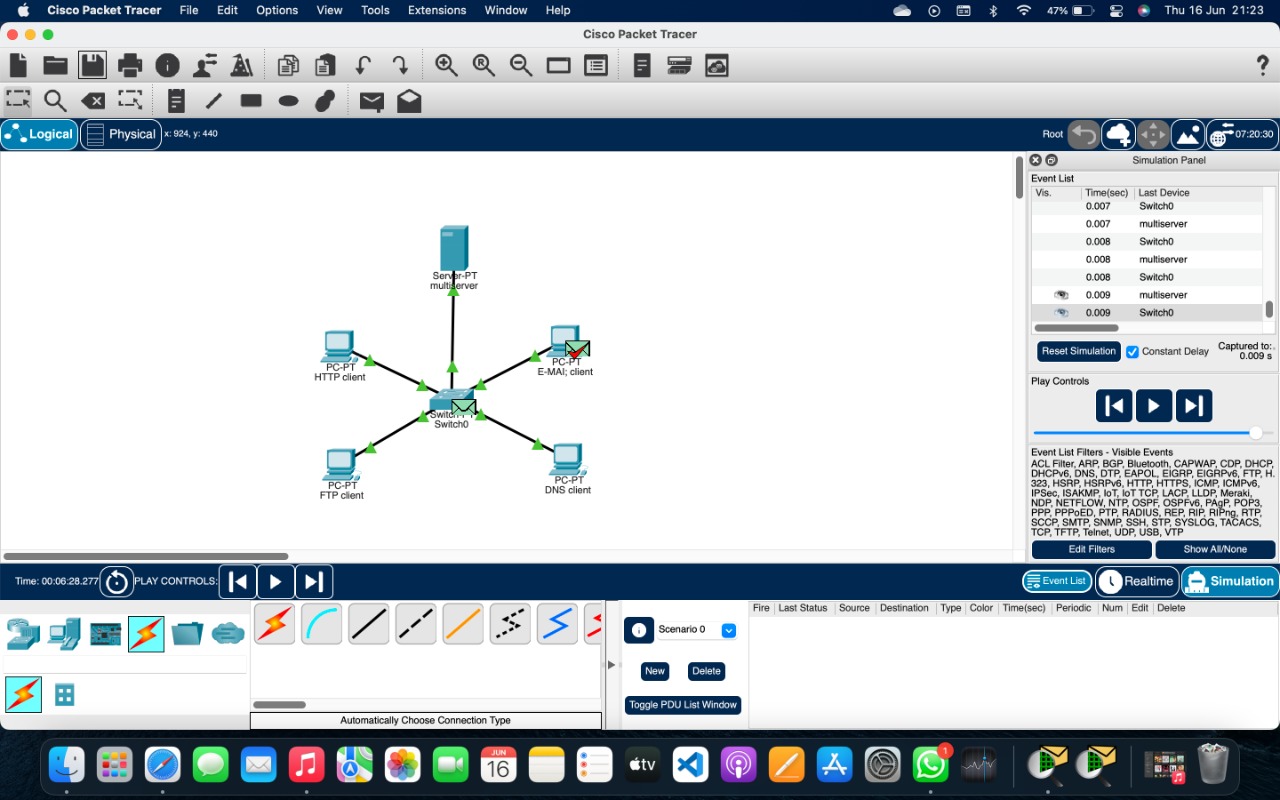 Cisco Packet Tracer File Edit Options View Tools Extensions Window Help 47% Thu 16 Jun 21:23
Cisco Packet Tracer
?
Logical Physical x: 924, y: 440 Root 07:20:30
Simulation Panel
Event List
Vis. Time(sec) Last Device
0.007 Switch0
0.007 multiserver
0.008 Switch0
0.008 multiserver
0.008 Switch0
0.009 multiserver
0.009 Switch0
Reset Simulation Constant Delay Captured to:
0.009 s
Play Controls
Event List Filters - Visible Events
ACL Filter, ARP, BGP, Bluetooth, CAPWAP, CDP, DHCP,
DHCPv6, DNS, DTP, EAPOL, EIGRP, EIGRPv6, FTP, H.
323, HSRP, HSRPv6, HTTP, HTTPS, ICMP, ICMPv6,
IPSec, ISAKMP, IoT, IoT TCP, LACP, LLDP, Meraki,
NDP, NETFLOW, NTP, OSPF, OSPFv6, PAgP, POP3,
PPP, PPPoED, PTP, RADIUS, REP, RIP, RIPng, RTP,
SCCP, SMTP, SNMP, SSH, STP, SYSLOG, TACACS,
TCP, TFTP, Telnet, UDP, USB, VTP
Edit Filters Show All/None
Server-PT
multiserver
PC-PT
HTTP client
PC-PT
E-MAI; client
Switch0
PC-PT
FTP client
PC-PT
DNS client
Time: 00:06:28.277 PLAY CONTROLS: Event List Realtime Simulation
Scenario 0
New Delete
Toggle PDU List Window
Fire Last Status Source Destination Type Color Time(sec) Periodic Num Edit Delete
Automatically Choose Connection Type
JUN
16
tv
1